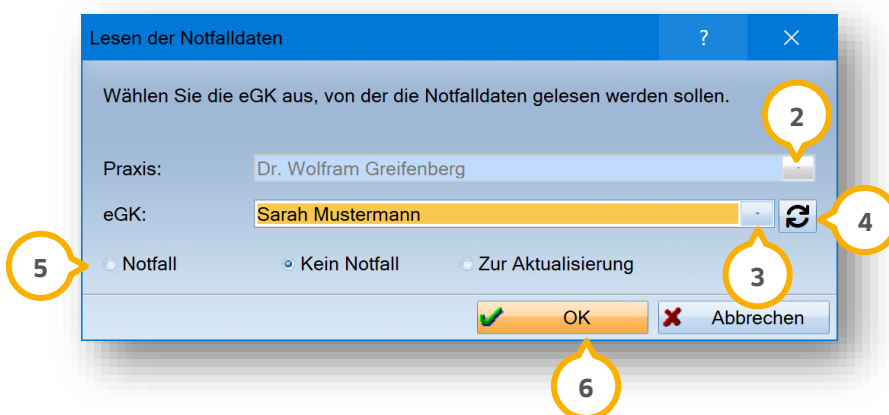 Lesen der Notfalldaten ?
Wählen Sie die eGK aus, von der die Notfalldaten gelesen werden sollen.
2
Praxis: Dr. Wolfram Greifenberg
eGK: Sarah Mustermann
4
5 Notfall Kein Notfall Zur Aktualisierung
3
OK Abbrechen
6